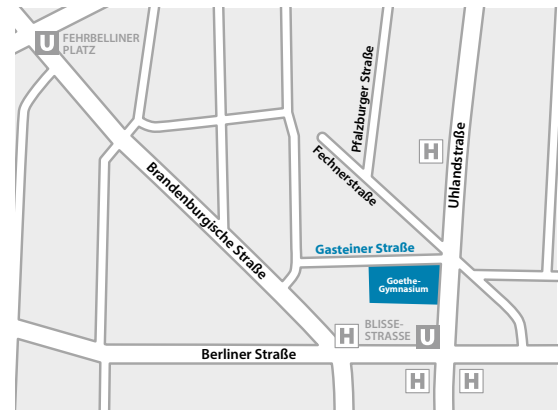 U FEHRBELLINER
PLATZ
Pfalzburger Straße
H
Fechnerstraße
Uhlandstraße
Brandenburgische Straße
Gasteiner Straße
Goethe-
Gymnasium
H
BLISSE-
STRASSE
U
Berliner Straße
H
H